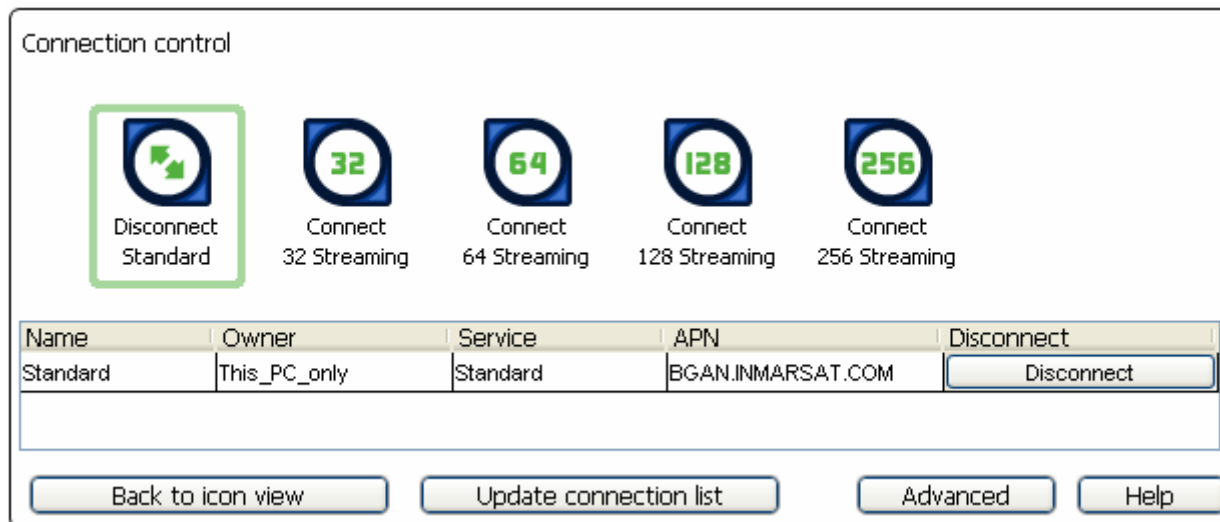 Connection control
32
64
128
256
Disconnect Standard
Connect 32 Streaming
Connect 64 Streaming
Connect 128 Streaming
Connect 256 Streaming
Name Owner Service APN Disconnect
Standard This_PC_only Standard BGAN.INMARSAT.COM Disconnect
Back to icon view Update connection list Advanced Help